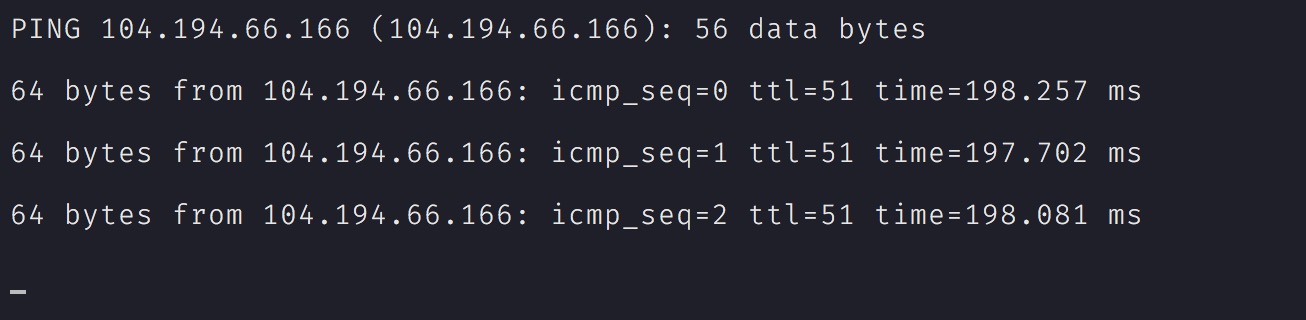 PING 104.194.66.166 (104.194.66.166): 56 data bytes
64 bytes from 104.194.66.166: icmp_seq=0 ttl=51 time=198.257 ms
64 bytes from 104.194.66.166: icmp_seq=1 ttl=51 time=197.702 ms
64 bytes from 104.194.66.166: icmp_seq=2 ttl=51 time=198.081 ms